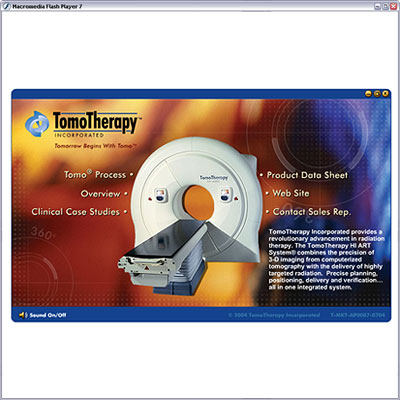 Macromedia Flash Player 7
TomoTherapy™
INCORPORATED
Tomorrow Begins With Tomo™
Tomo® Process •
Overview •
Clinical Case Studies •
• Product Data Sheet
• Web Site
• Contact Sales Rep.
TomoTherapy
TomoTherapy Incorporated provides a
revolutionary advancement in radiation
therapy. The TomoTherapy HI ART
System® combines the precision of
3-D imaging from computerized
tomography with the delivery of highly
targeted radiation. Precise planning,
positioning, delivery and verification...
all in one integrated system.
360°
360°
Sound On/Off
© 2004 TomoTherapy Incorporated